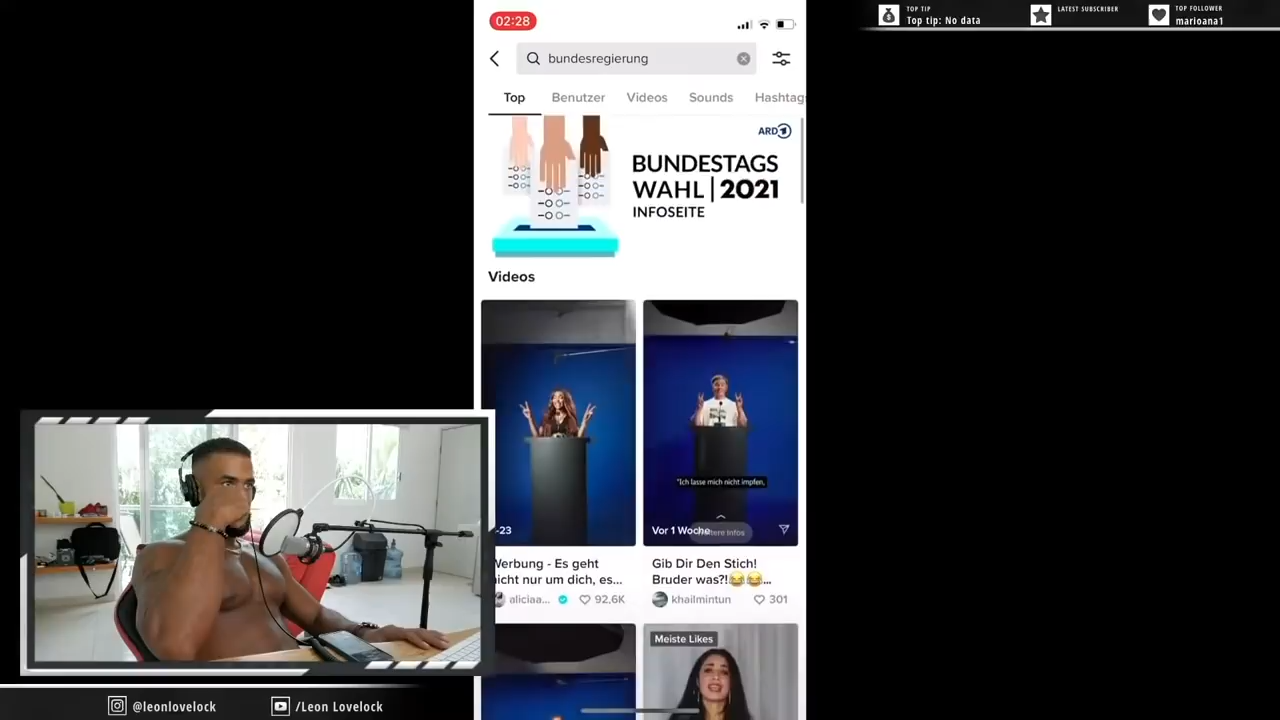 02:28
bundesregierung
Top Benutzer Videos Sounds Hashtag
ARD
BUNDESTAGS
WAHL | 2021
INFOSEITE
Videos
-23
"Ich lasse mich nicht impfen,
Vor 1 Woche
Werbung - Es geht
nicht nur um dich, es...
aliciaa... 92,6K
Gib Dir Den Stich!
Bruder was?!😂😂...
khailmintun 301
Meiste Likes
TOP TIP
Top tip: No data
LATEST SUBSCRIBER
TOP FOLLOWER
marioana1
@leonlovelock
/Leon Lovelock